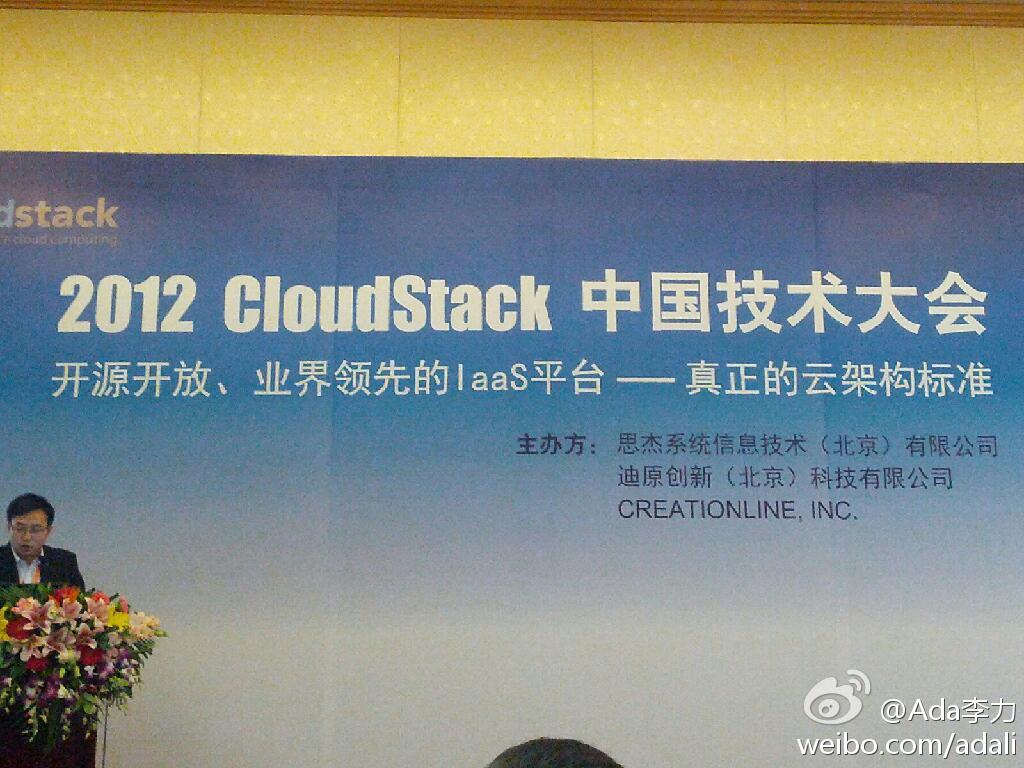 dstack
cloud computing
2012 CloudStack 中国技术大会
开源开放、业界领先的IaaS平台——真正的云架构标准
主办方：思杰系统信息技术（北京）有限公司
迪原创新（北京）科技有限公司
CREATIONLINE, INC.
@Ada李力
weibo.com/adali